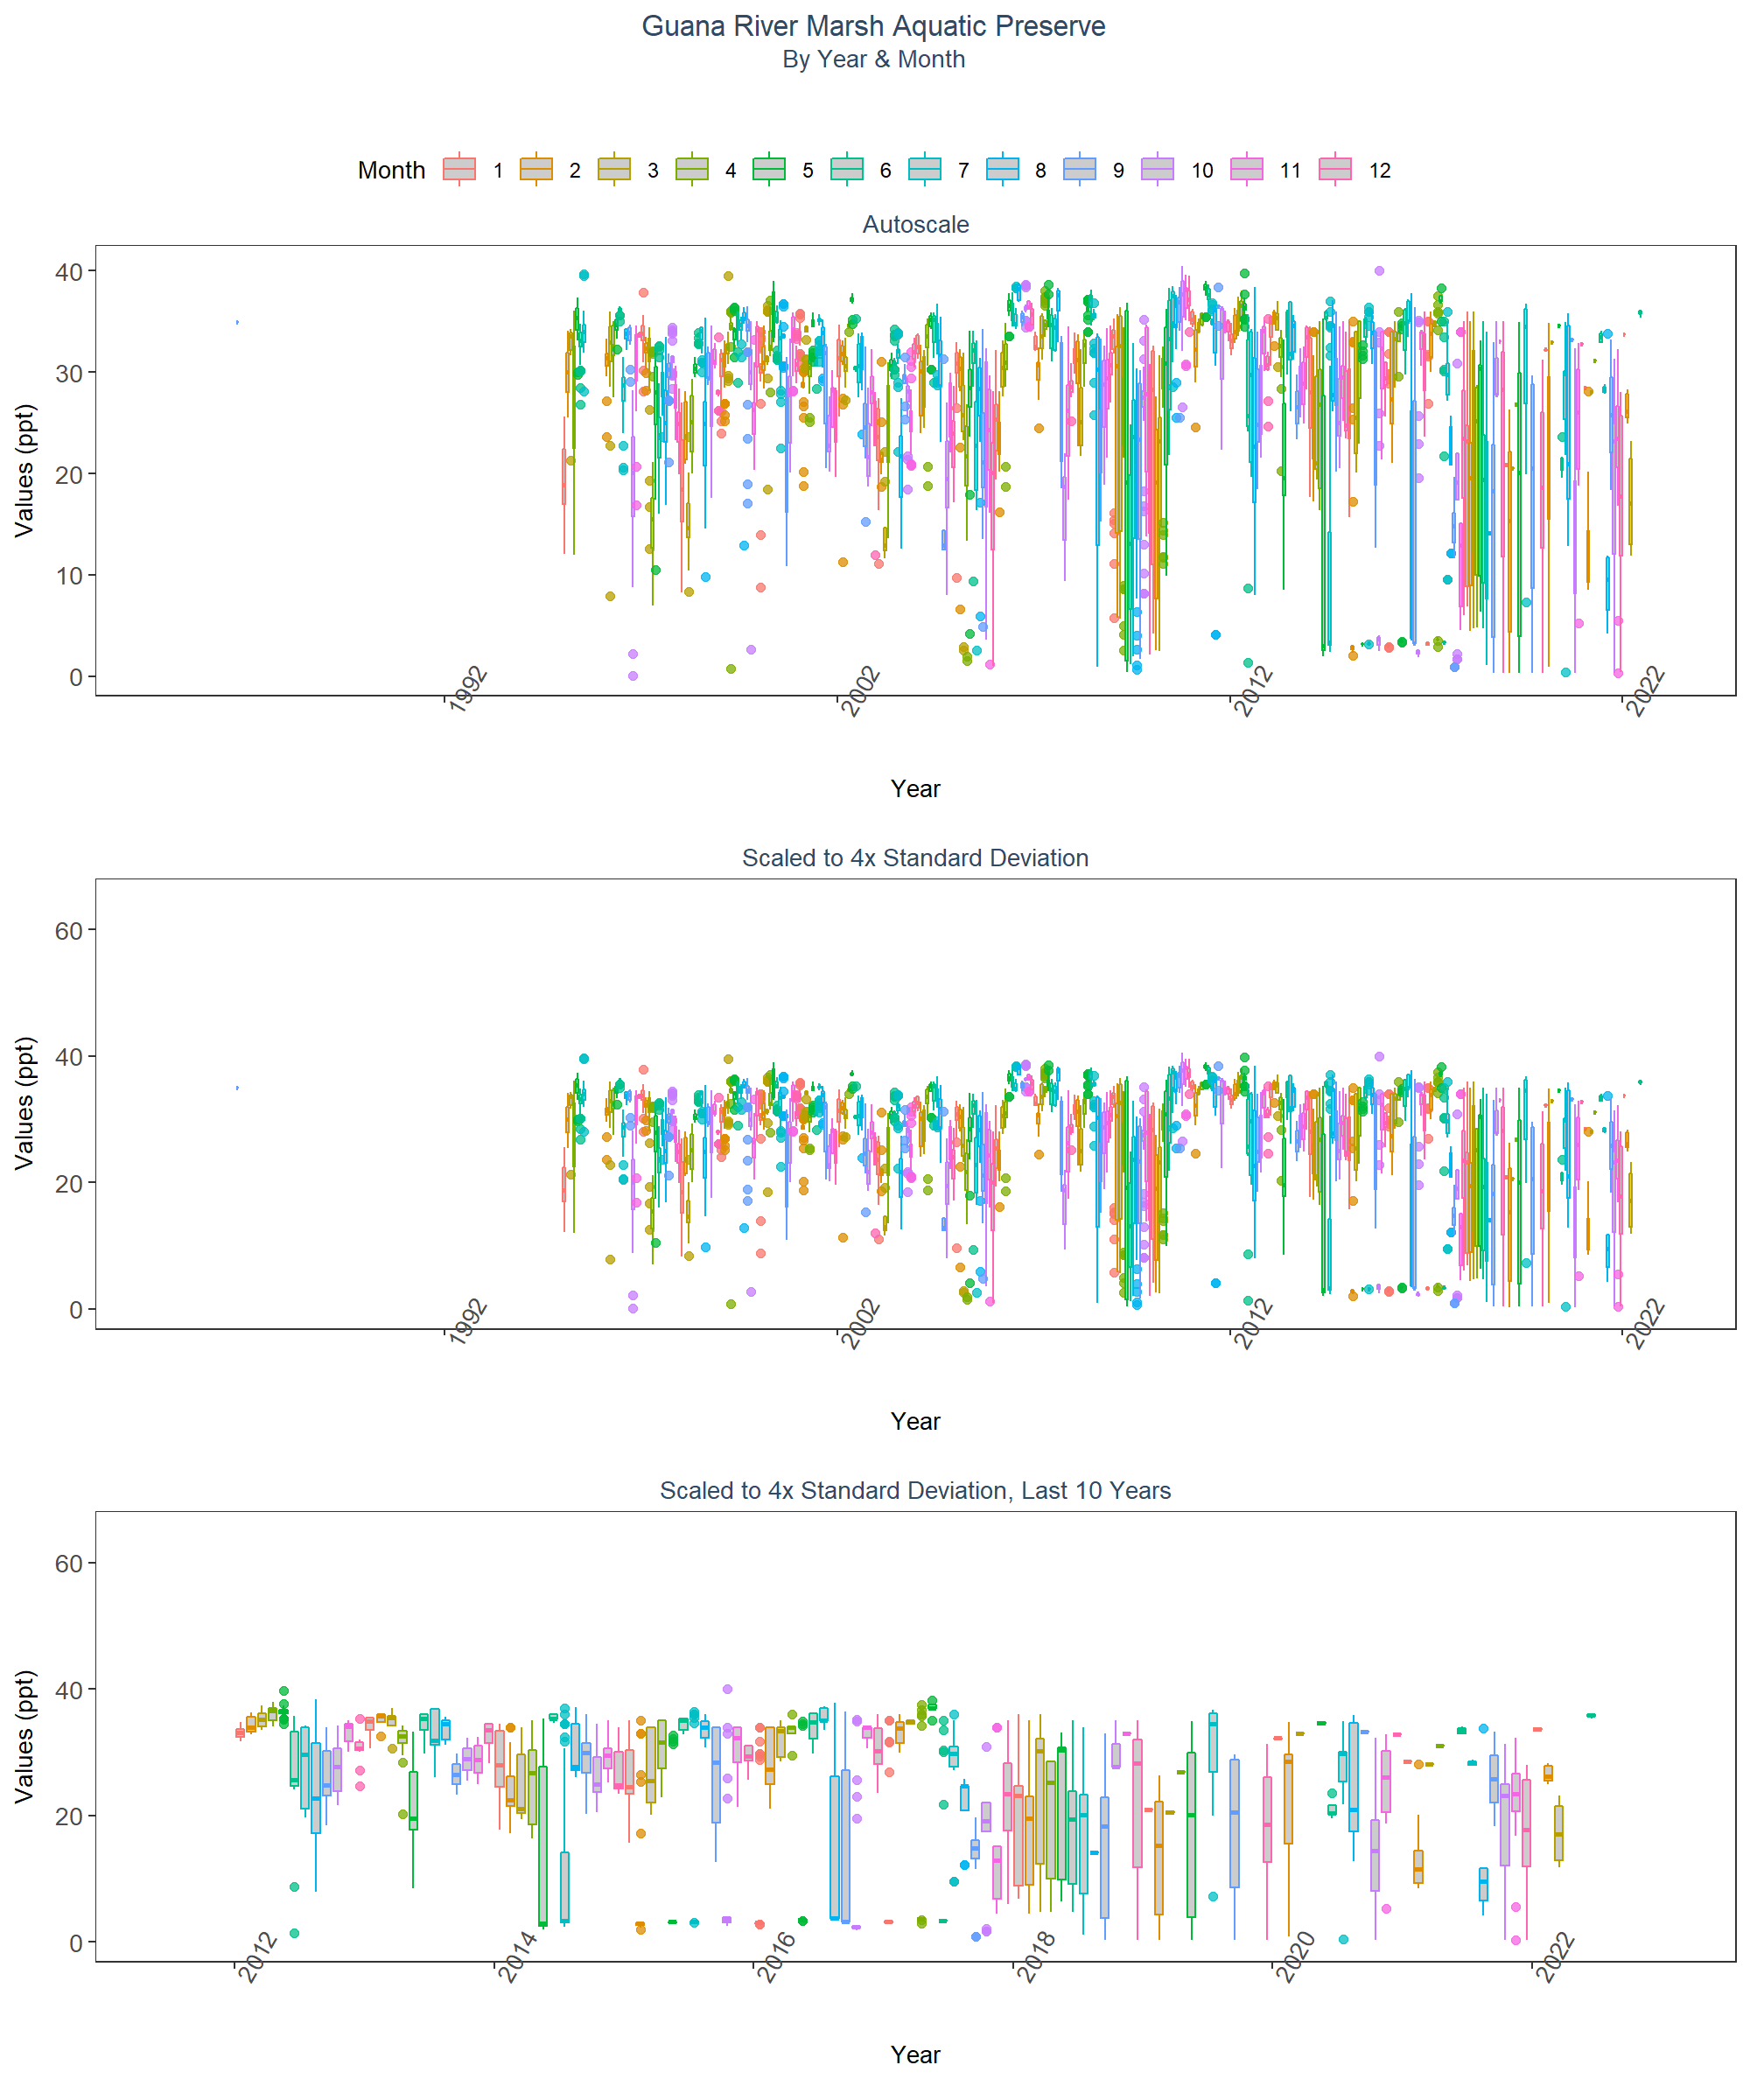 Guana River Marsh Aquatic Preserve
By Year & Month
Month 1 2 3 4 5 6 7 8 9 10 11 12
Autoscale
Values (ppt)
40
30
20
10
0
1992 2002 2012 2022
Year
Scaled to 4x Standard Deviation
Values (ppt)
60
40
20
0
1992 2002 2012 2022
Year
Scaled to 4x Standard Deviation, Last 10 Years
Values (ppt)
60
40
20
0
2012 2014 2016 2018 2020 2022
Year